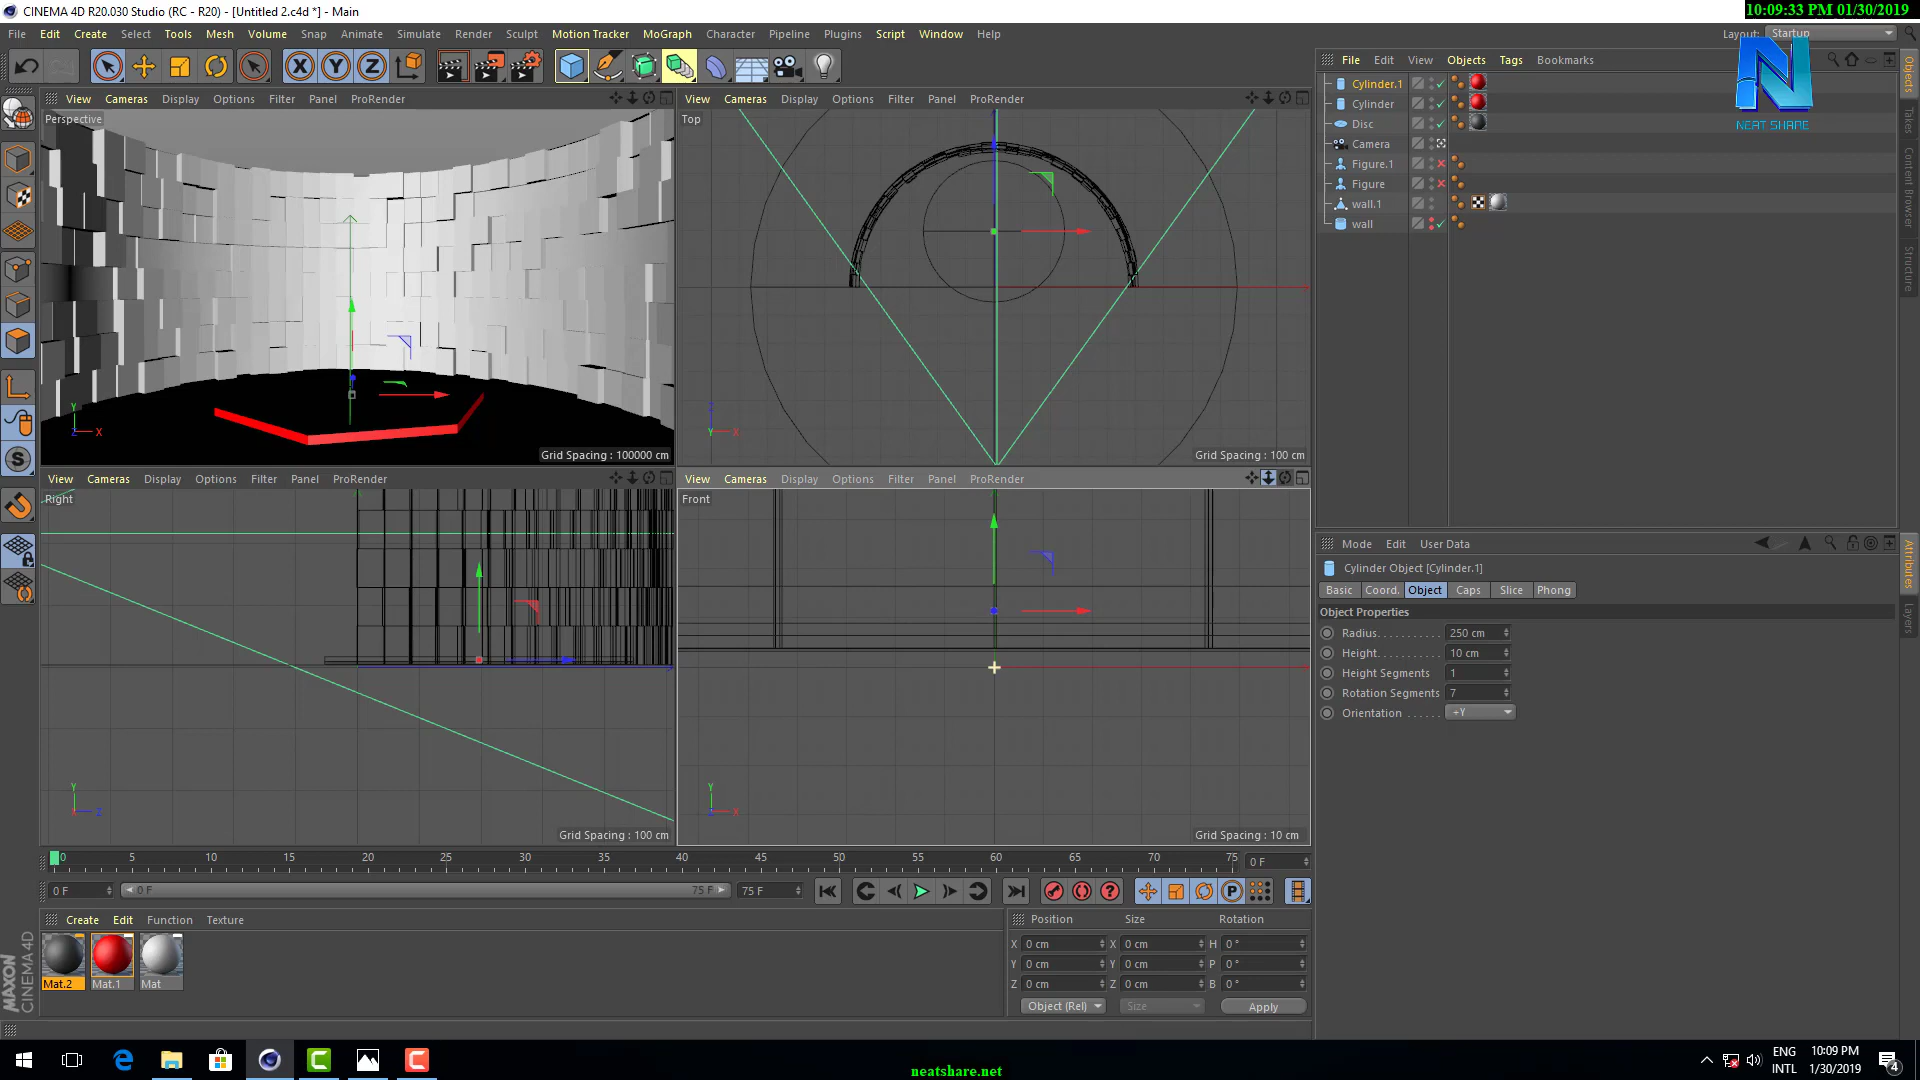 CINEMA 4D R20.030 Studio (RC - R20) - [Untitled 2.c4d *] - Main
10:09:33 PM 01/30/2019
File Edit Create Select Tools Mesh Volume Snap Animate Simulate Render Sculpt Motion Tracker MoGraph Character Pipeline Plugins Script Window Help
Layout: Startup
X Y Z
File Edit View Objects Tags Bookmarks
NEAT SHARE
Objects
Takes
Content Browser
Structure
View Cameras Display Options Filter Panel ProRender
Perspective
Grid Spacing : 100000 cm
View Cameras Display Options Filter Panel ProRender
Top
Grid Spacing : 100 cm
Cylinder.1
Cylinder
Disc
Camera
Figure.1
Figure
wall.1
wall
View Cameras Display Options Filter Panel ProRender
Right
Grid Spacing : 100 cm
View Cameras Display Options Filter Panel ProRender
Front
Grid Spacing : 10 cm
Mode Edit User Data
Attributes
Layers
Cylinder Object [Cylinder.1]
Basic Coord. Object Caps Slice Phong
Object Properties
Radius. . . . . . . . . . 250 cm
Height. . . . . . . . . . 10 cm
Height Segments 1
Rotation Segments 7
Orientation . . . . . . +Y
0 5 10 15 20 25 30 35 40 45 50 55 60 65 70 75 0 F
0 F 0 F 75 F 75 F
Create Edit Function Texture
Mat.2 Mat.1 Mat
Position Size Rotation
X 0 cm X 0 cm H 0 °
Y 0 cm Y 0 cm P 0 °
Z 0 cm Z 0 cm B 0 °
Object (Rel) Size Apply
MAXON CINEMA 4D
neatshare.net
ENG
INTL
10:09 PM
1/30/2019
4